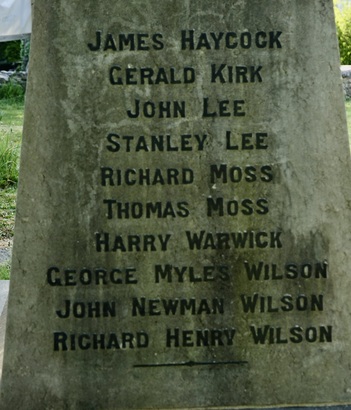 JAMES HAYCOCK
GERALD KIRK
JOHN LEE
STANLEY LEE
RICHARD MOSS
THOMAS MOSS
HARRY WARWICK
GEORGE MYLES WILSON
JOHN NEWMAN WILSON
RICHARD HENRY WILSON